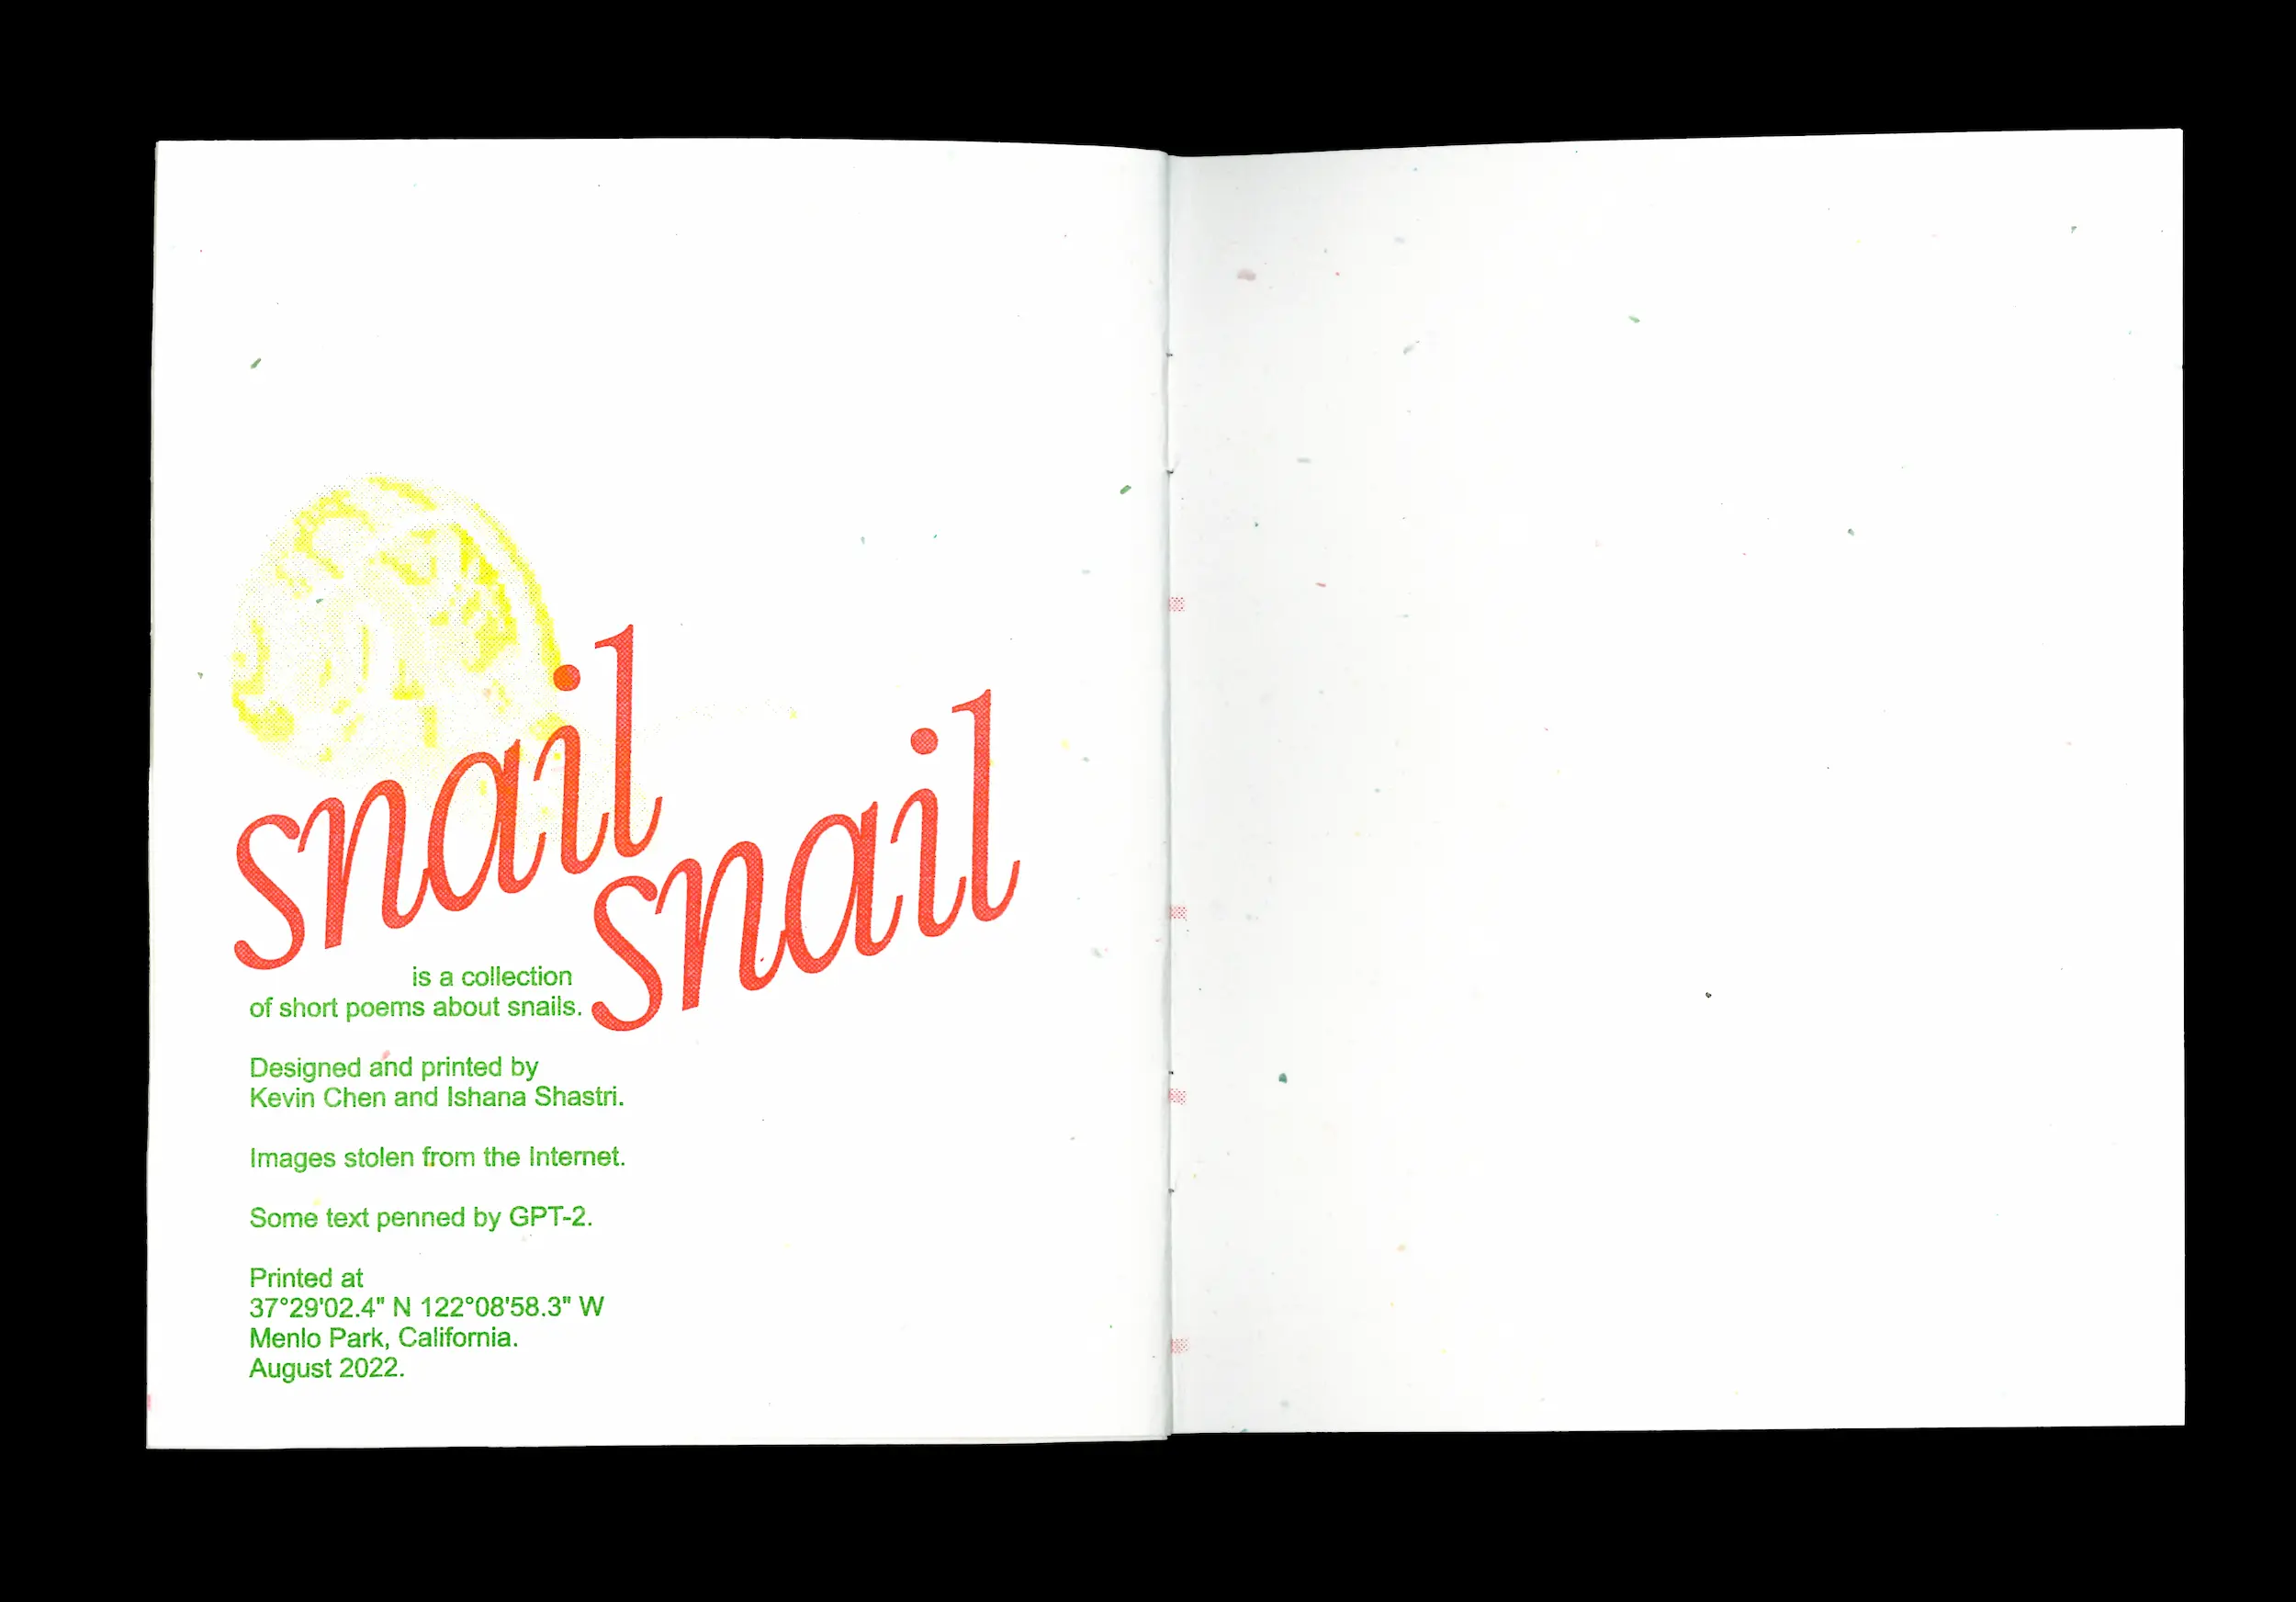 snail
snail
is a collection
of short poems about snails.
Designed and printed by
Kevin Chen and Ishana Shastri.
Images stolen from the Internet.
Some text penned by GPT-2.
Printed at
37°29'02.4" N 122°08'58.3" W
Menlo Park, California.
August 2022.